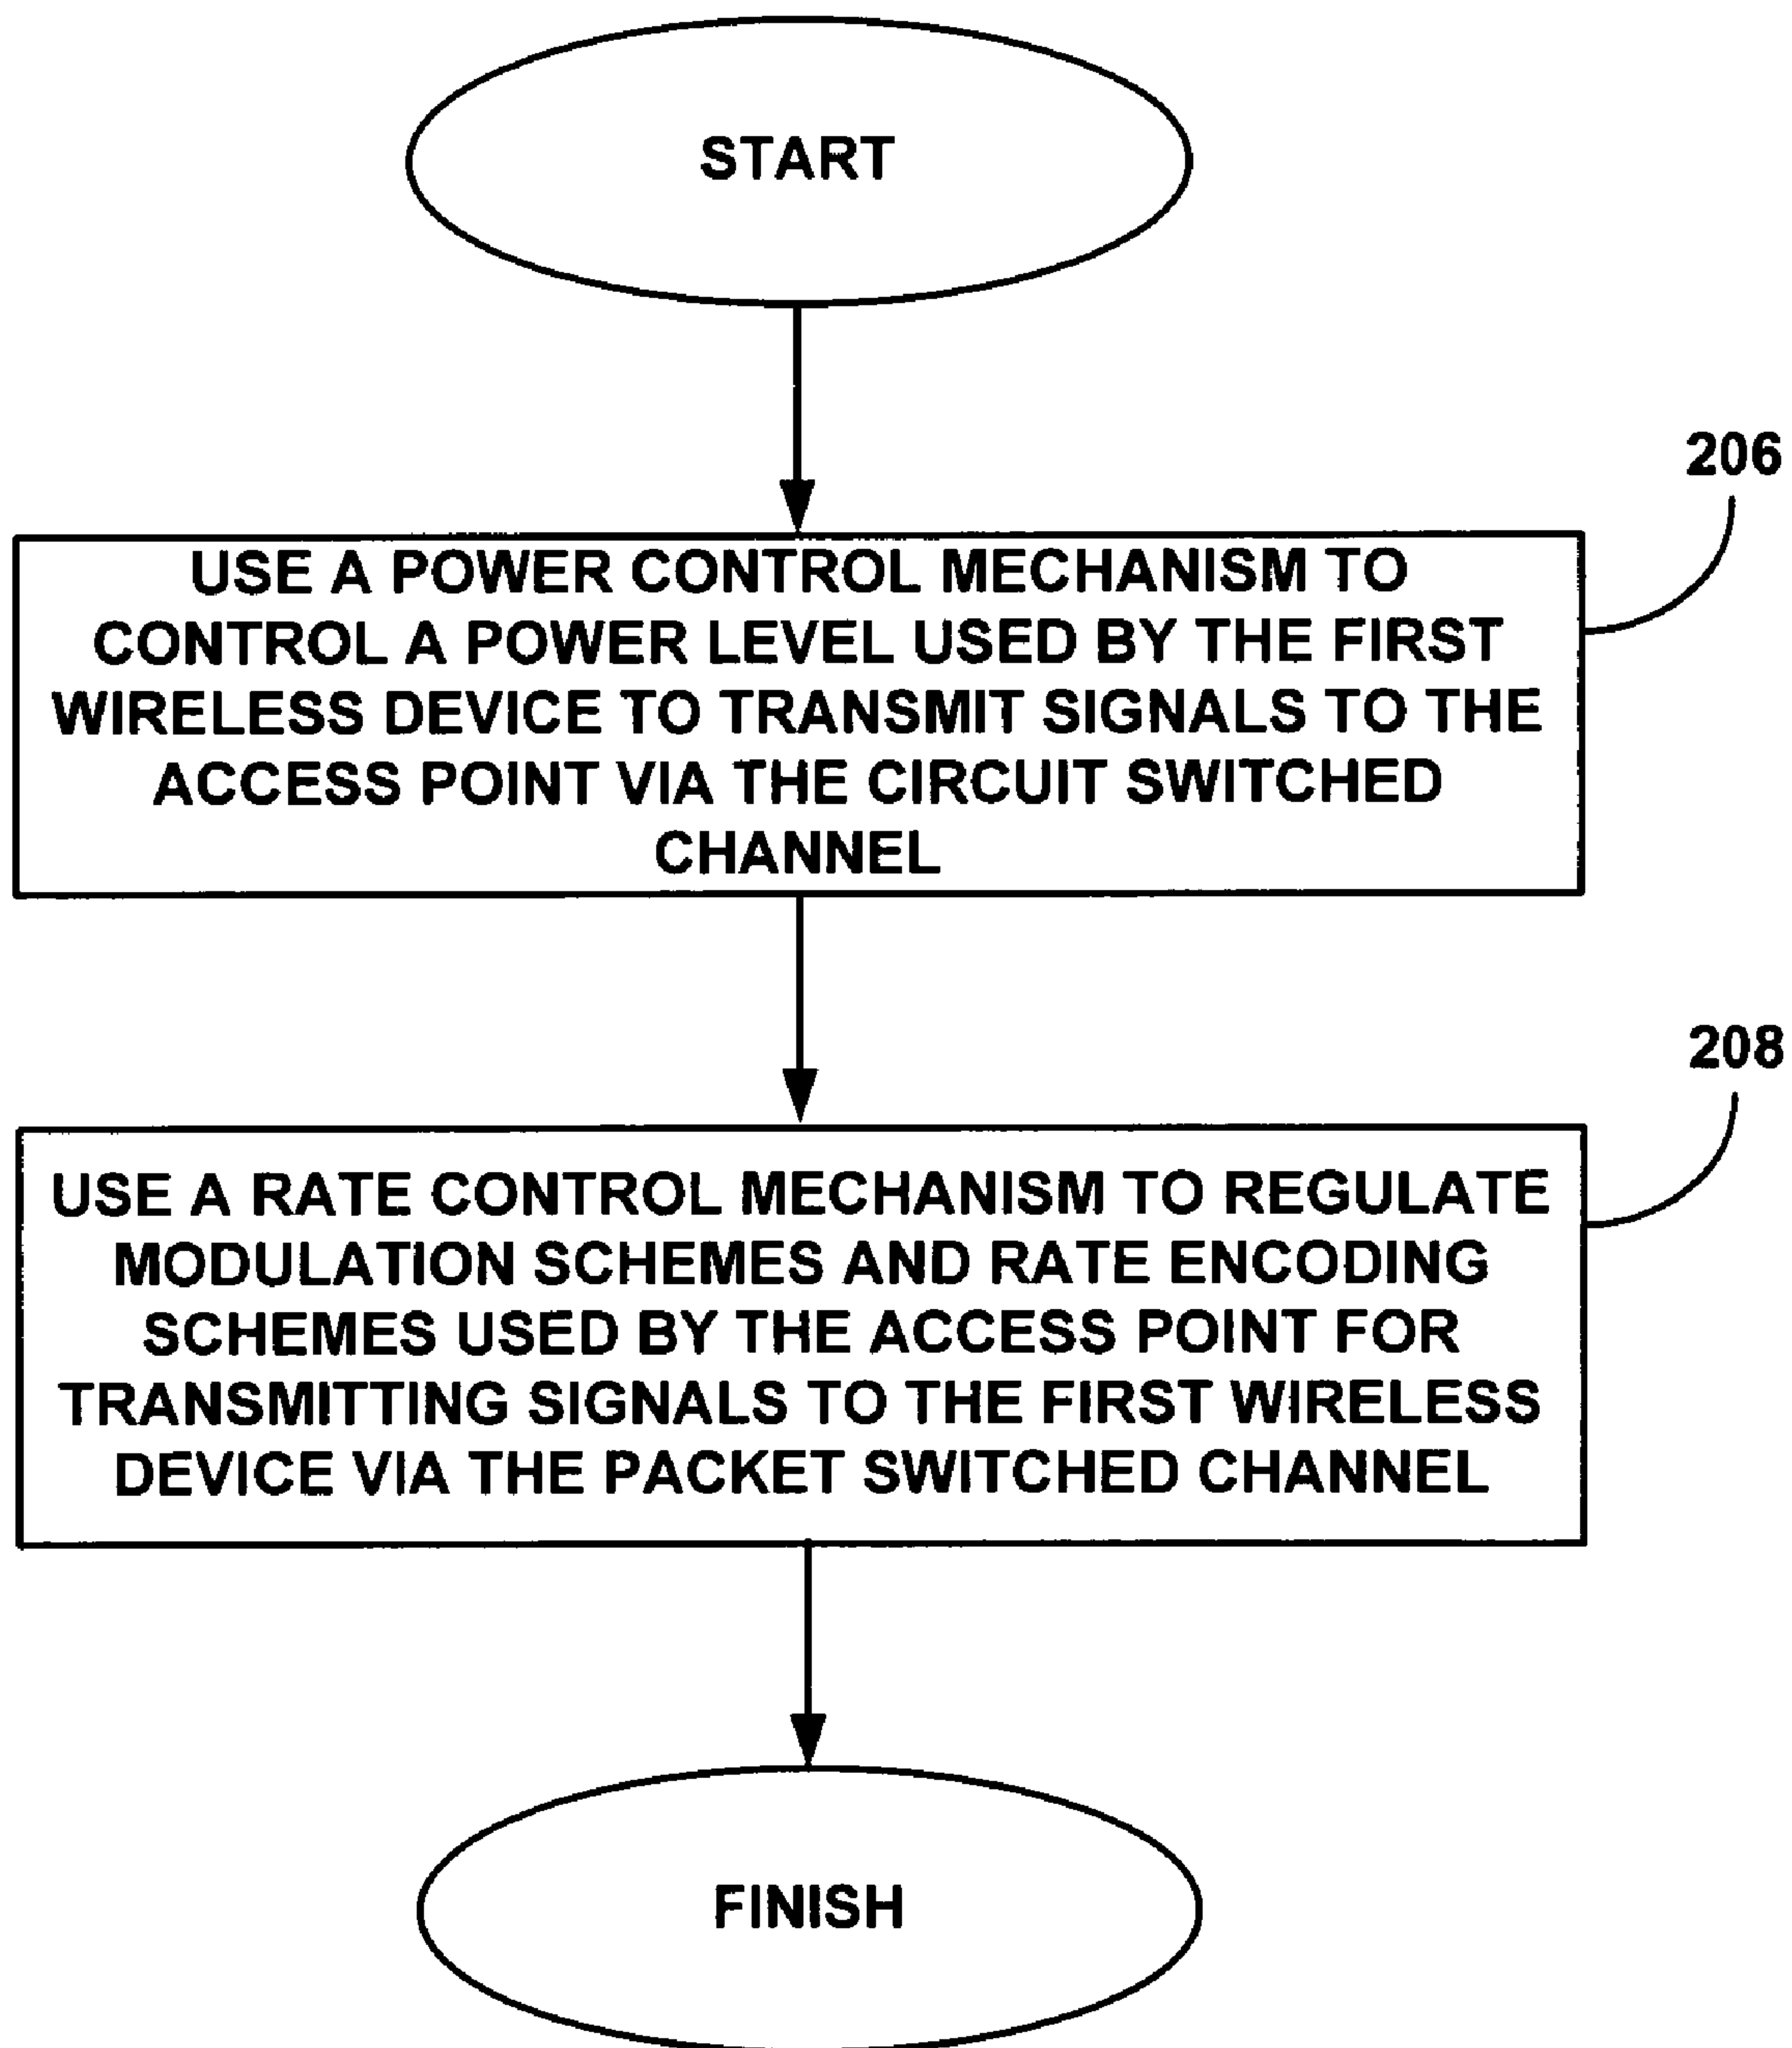 START
206
USE A POWER CONTROL MECHANISM TO
CONTROL A POWER LEVEL USED BY THE FIRST
WIRELESS DEVICE TO TRANSMIT SIGNALS TO THE
ACCESS POINT VIA THE CIRCUIT SWITCHED
CHANNEL
208
USE A RATE CONTROL MECHANISM TO REGULATE
MODULATION SCHEMES AND RATE ENCODING
SCHEMES USED BY THE ACCESS POINT FOR
TRANSMITTING SIGNALS TO THE FIRST WIRELESS
DEVICE VIA THE PACKET SWITCHED CHANNEL
FINISH